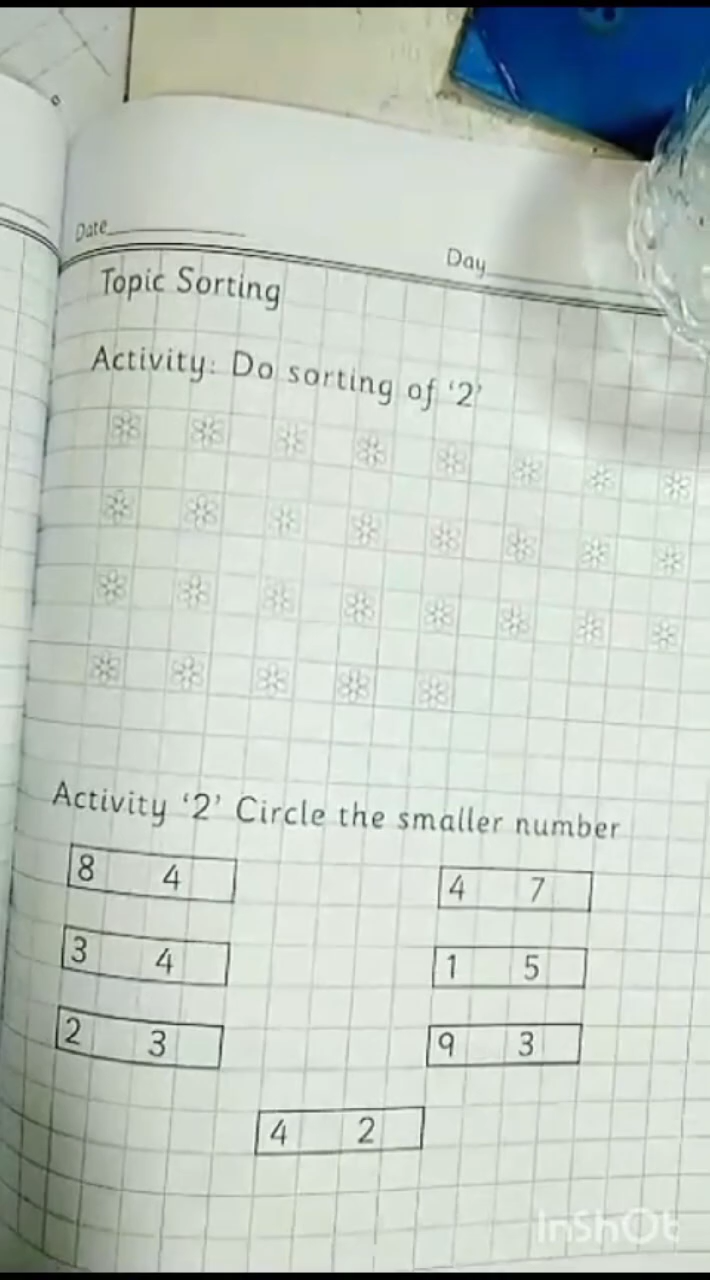 Date
Day
Topic Sorting
Activity: Do sorting of ‘2’
Activity ‘2’ Circle the smaller number
8 4
4 7
3 4
1 5
2 3
9 3
4 2
InShOt